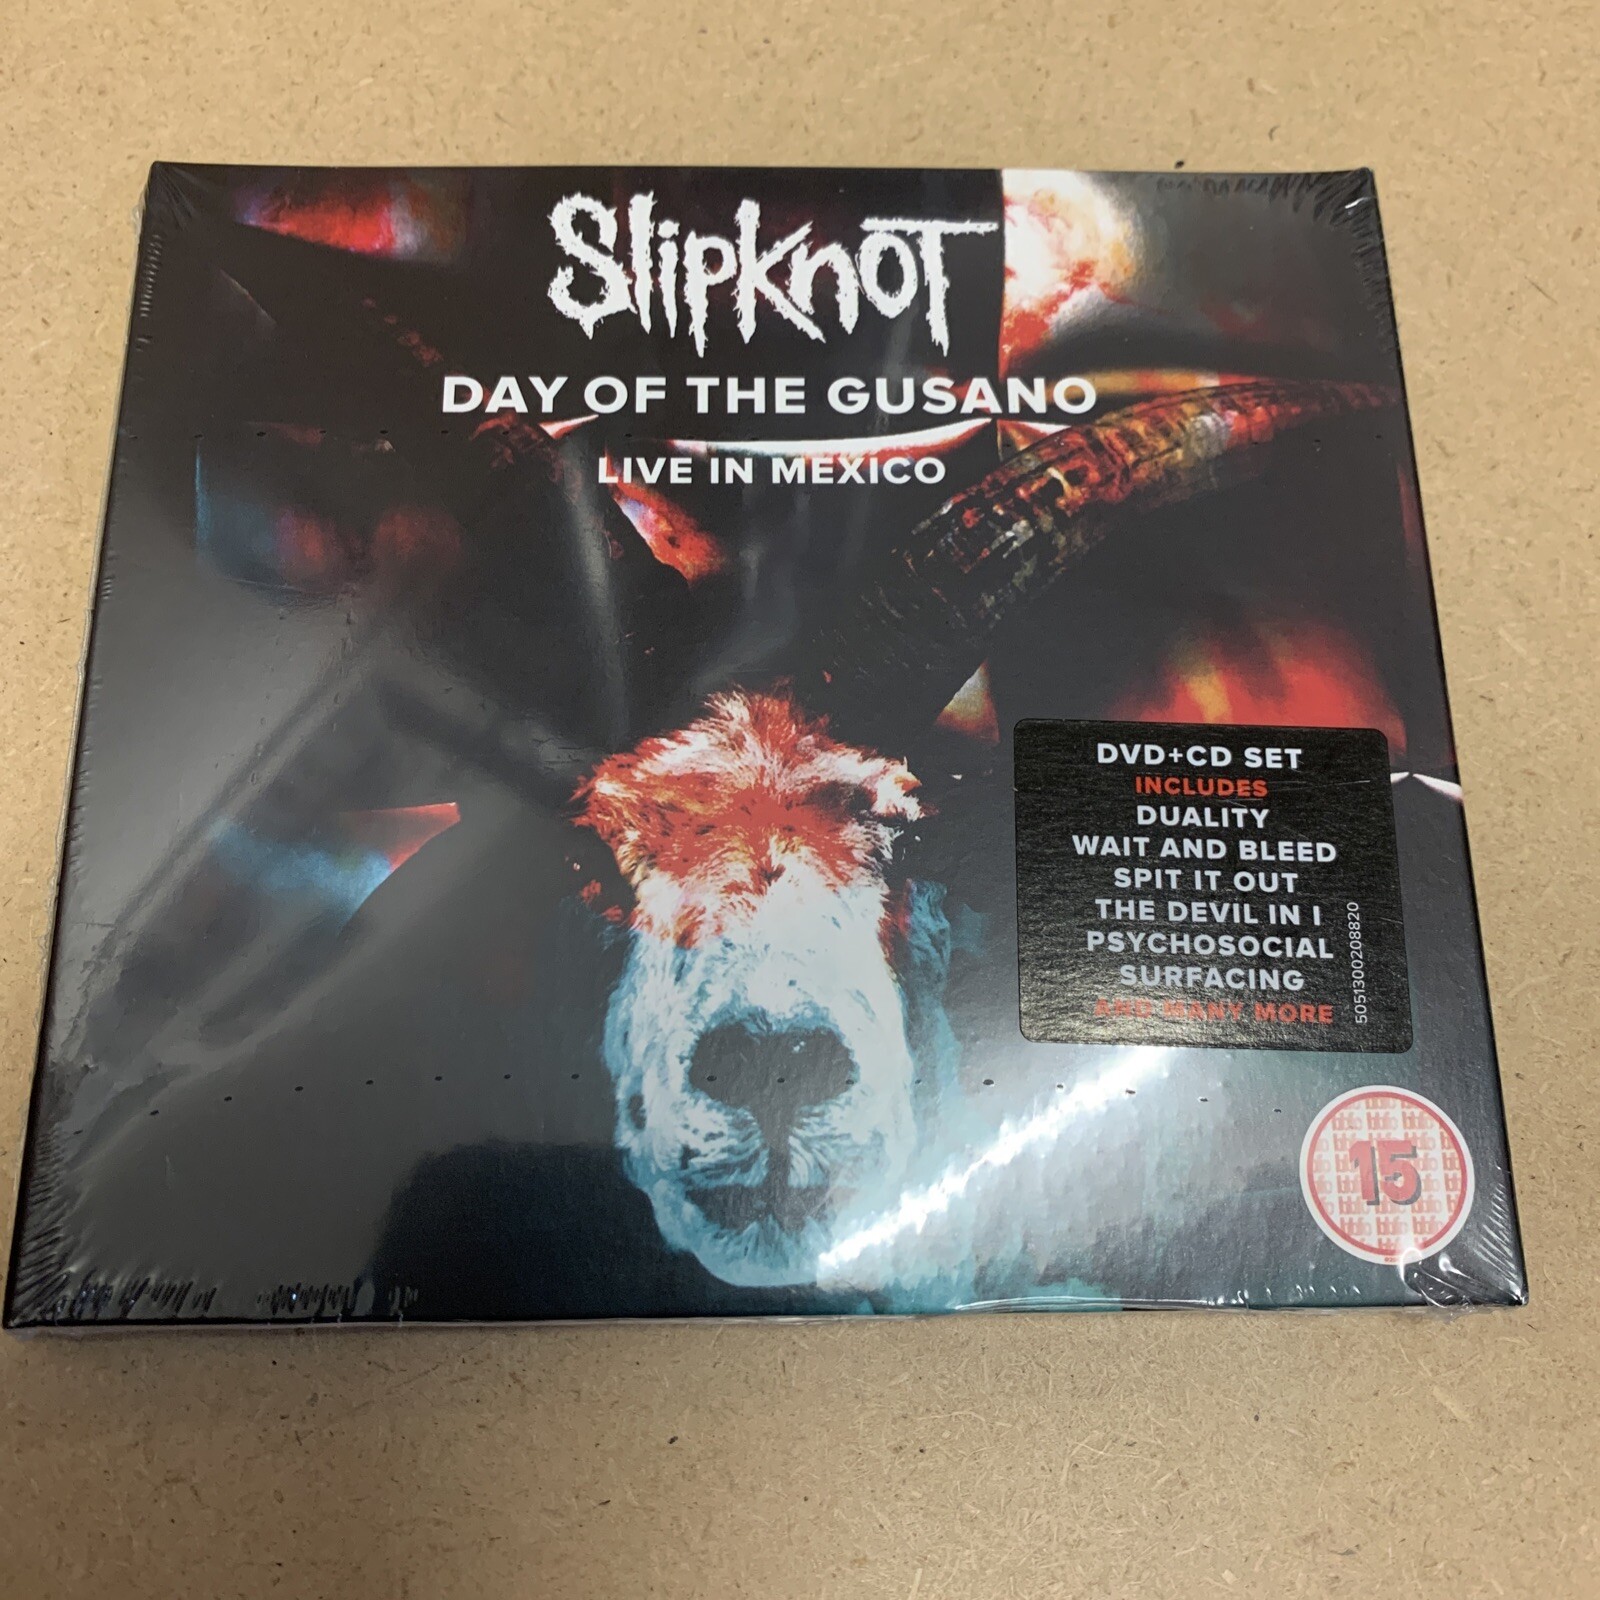 SlipKnoT
DAY OF THE GUSANO
LIVE IN MEXICO
DVD+CD SET
INCLUDES
DUALITY
WAIT AND BLEED
SPIT IT OUT
THE DEVIL IN I
PSYCHOSOCIAL
SURFACING
AND MANY MORE
5051300208820
15